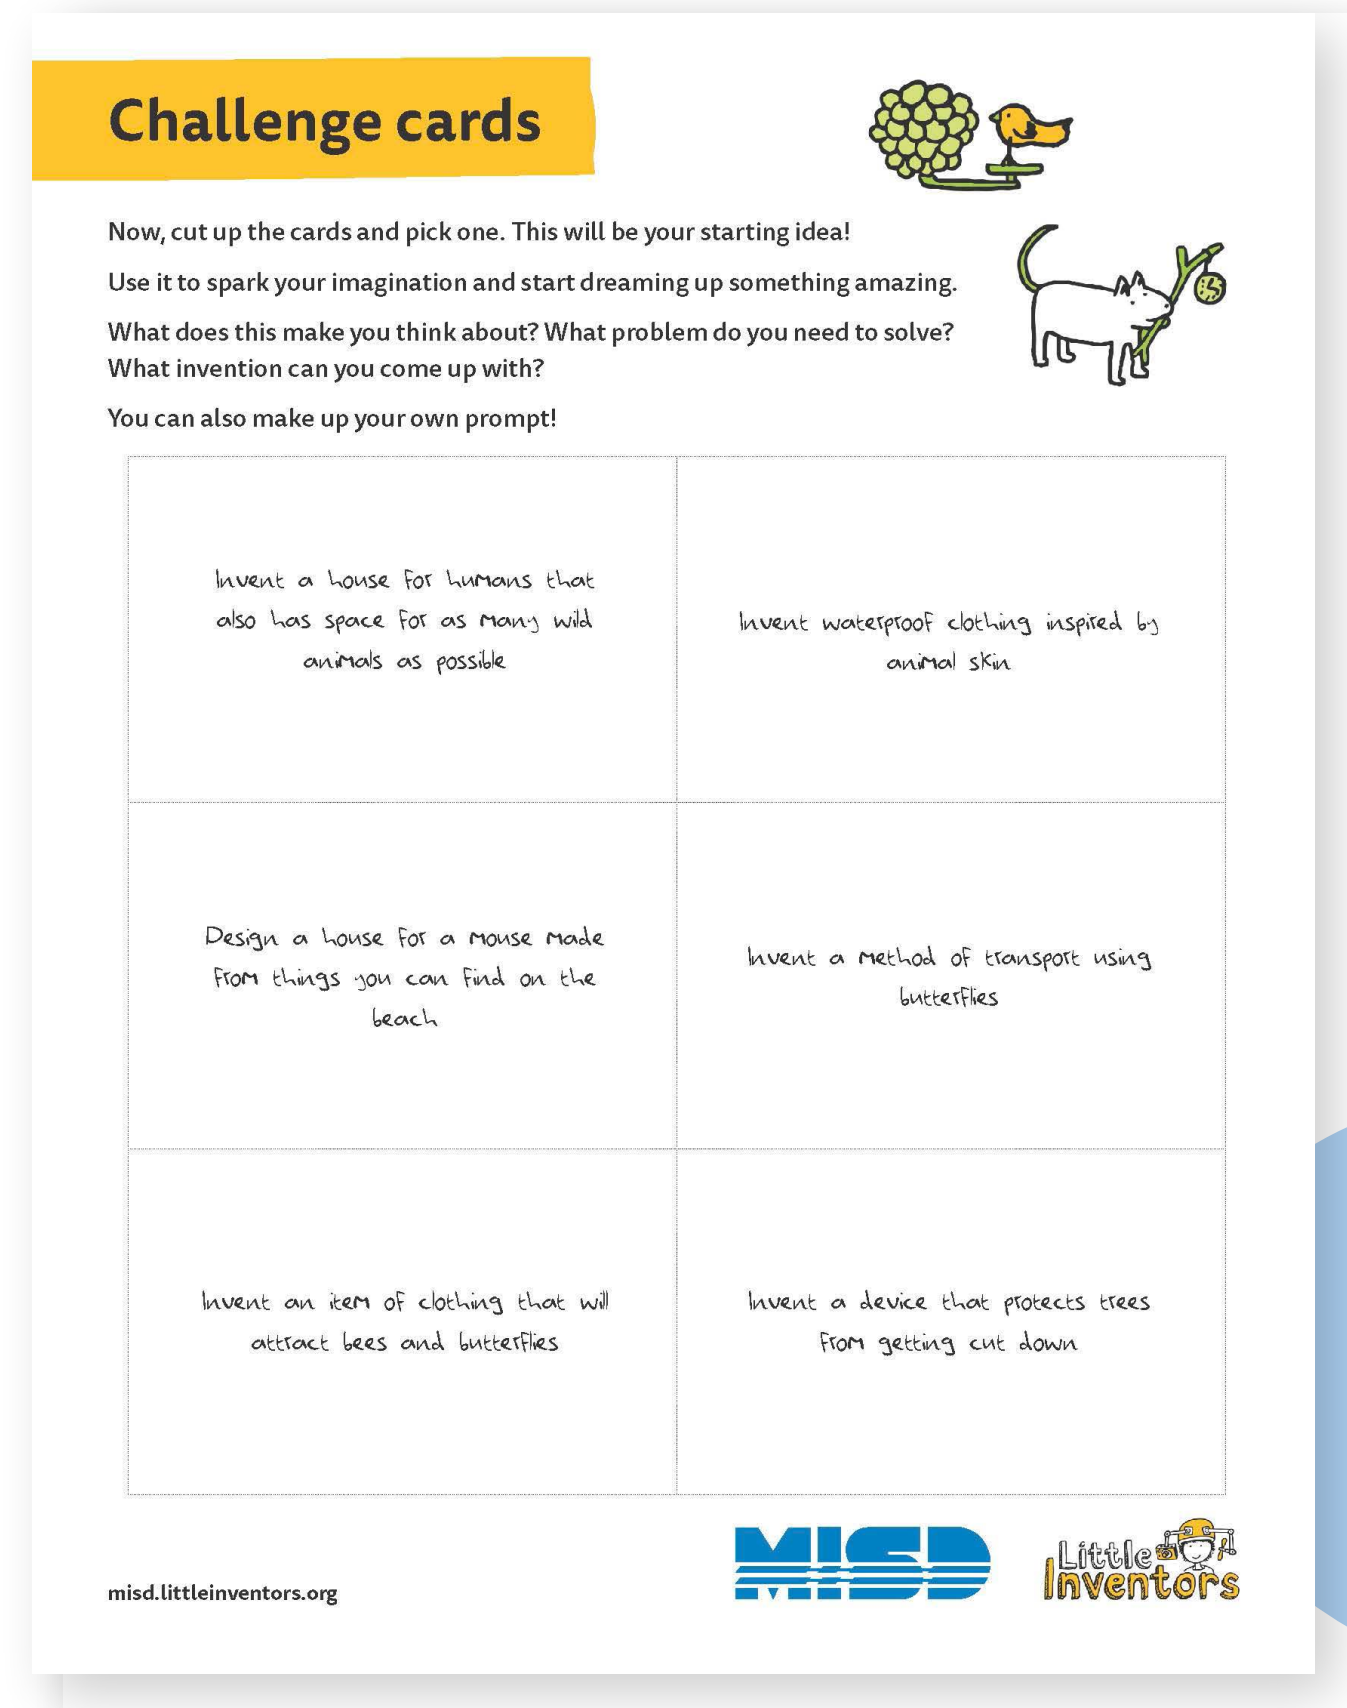 Challenge cards
Now, cut up the cards and pick one. This will be your starting idea!
Use it to spark your imagination and start dreaming up something amazing.
What does this make you think about? What problem do you need to solve?
What invention can you come up with?
You can also make up your own prompt!
Invent a house for humans that
also has space for as many wild
animals as possible
Invent waterproof clothing inspired by
animal skin
Design a house for a mouse made
from things you can find on the
beach
Invent a method of transport using
butterflies
Invent an item of clothing that will
attract bees and butterflies
Invent a device that protects trees
from getting cut down
misd.littleinventors.org
MISD
Little
Inventors